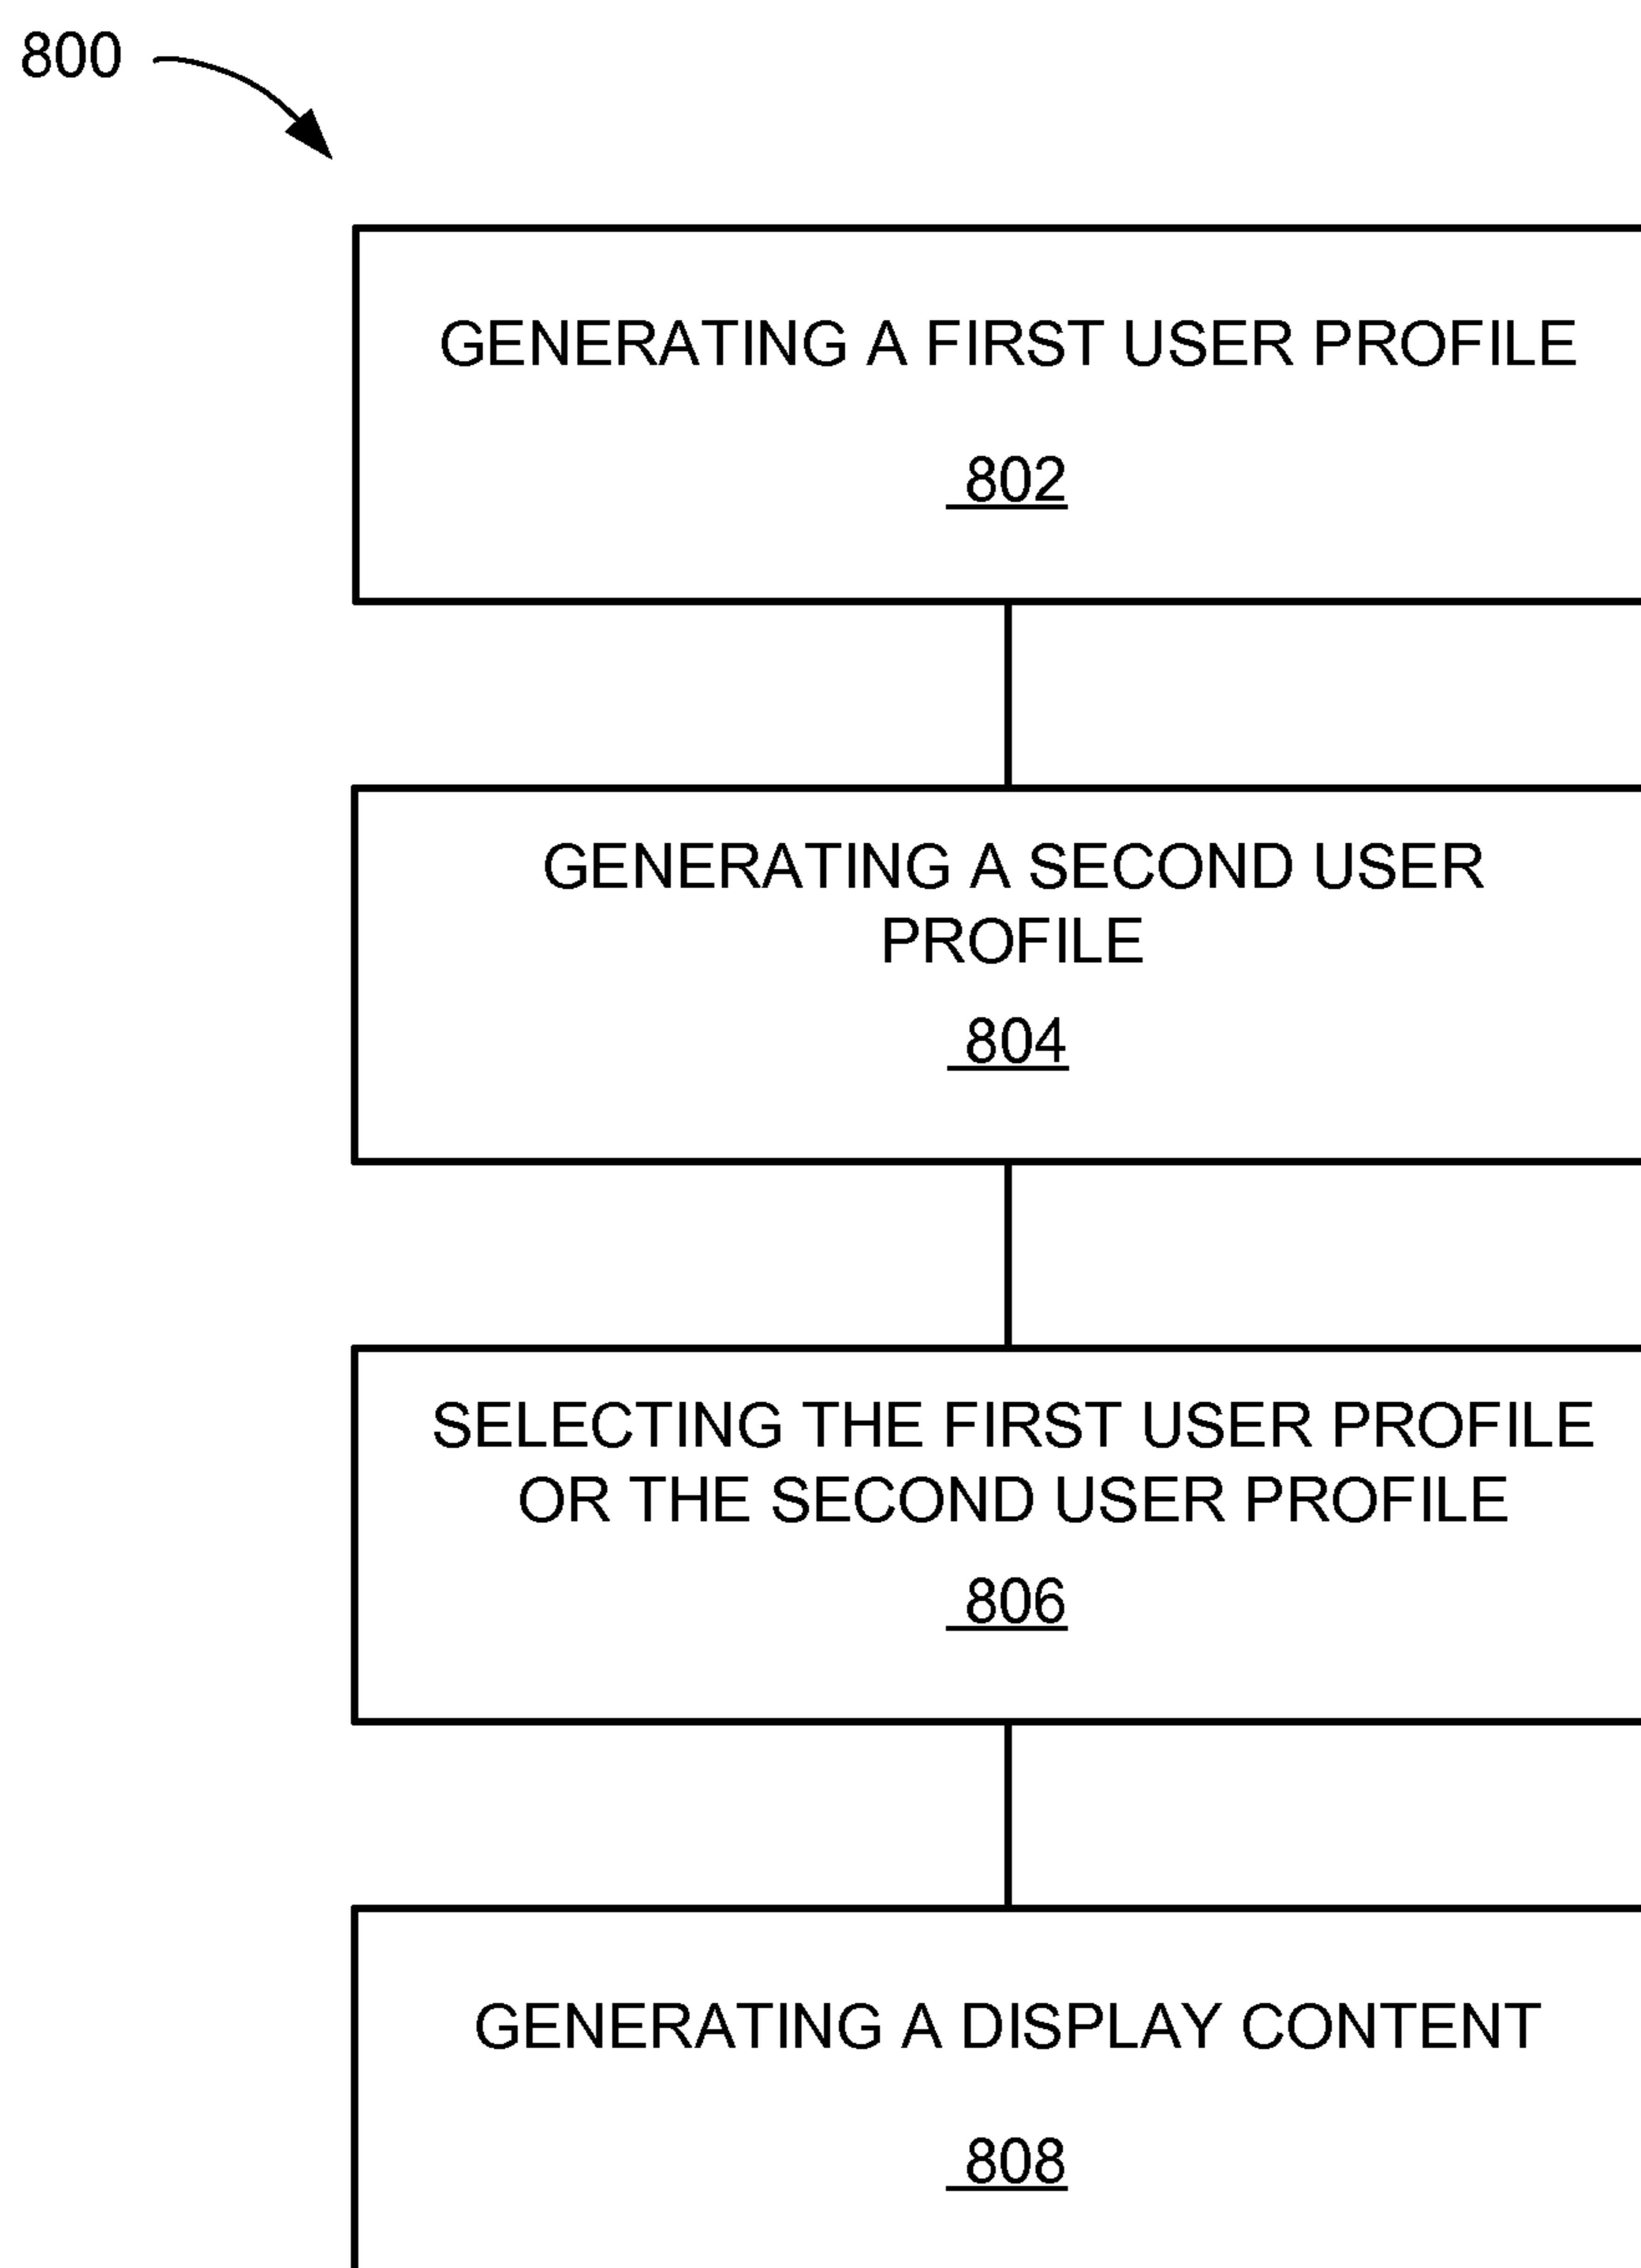 800
GENERATING A FIRST USER PROFILE
802
GENERATING A SECOND USER
PROFILE
804
SELECTING THE FIRST USER PROFILE
OR THE SECOND USER PROFILE
806
GENERATING A DISPLAY CONTENT
808